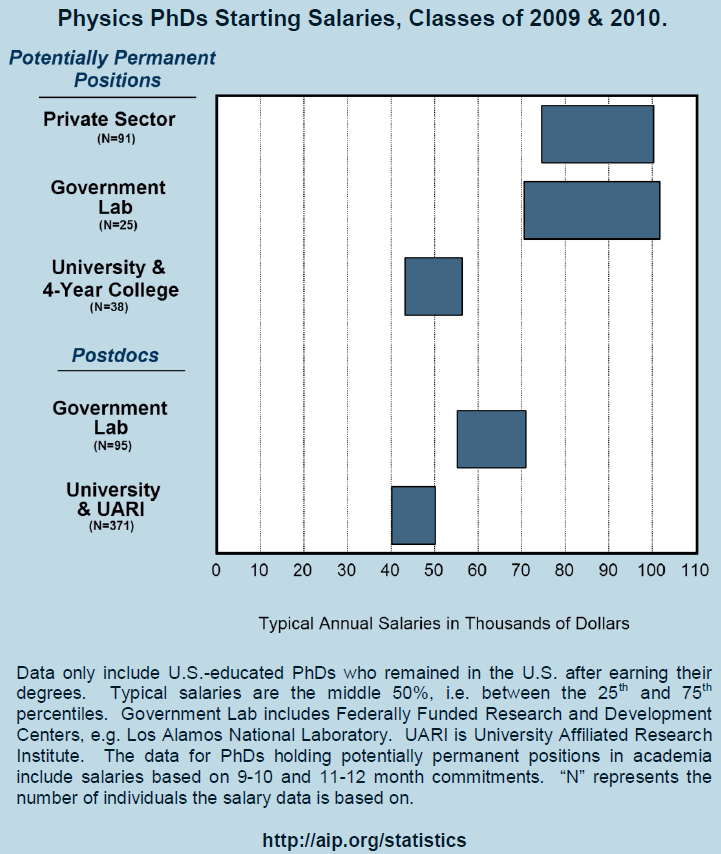 Physics PhDs Starting Salaries, Classes of 2009 & 2010.
Potentially Permanent
Positions
Private Sector
(N=91)
Government
Lab
(N=25)
University &
4-Year College
(N=38)
Postdocs
Government
Lab
(N=95)
University
& UARI
(N=371)
0 10 20 30 40 50 60 70 80 90 100 110
Typical Annual Salaries in Thousands of Dollars
Data only include U.S.-educated PhDs who remained in the U.S. after earning their
degrees. Typical salaries are the middle 50%, i.e. between the 25th and 75th
percentiles. Government Lab includes Federally Funded Research and Development
Centers, e.g. Los Alamos National Laboratory. UARI is University Affiliated Research
Institute. The data for PhDs holding potentially permanent positions in academia
include salaries based on 9-10 and 11-12 month commitments. “N” represents the
number of individuals the salary data is based on.
http://aip.org/statistics